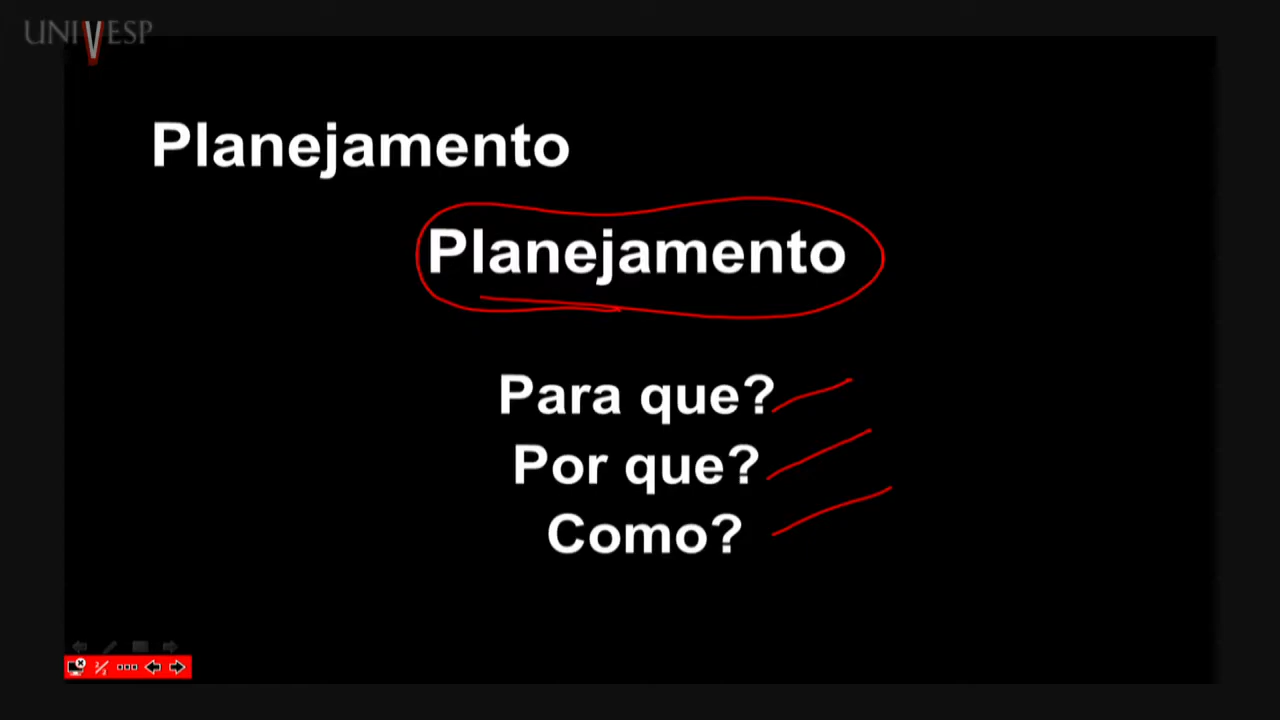 UNIVESP
Planejamento
Planejamento
Para que?
Por que?
Como?